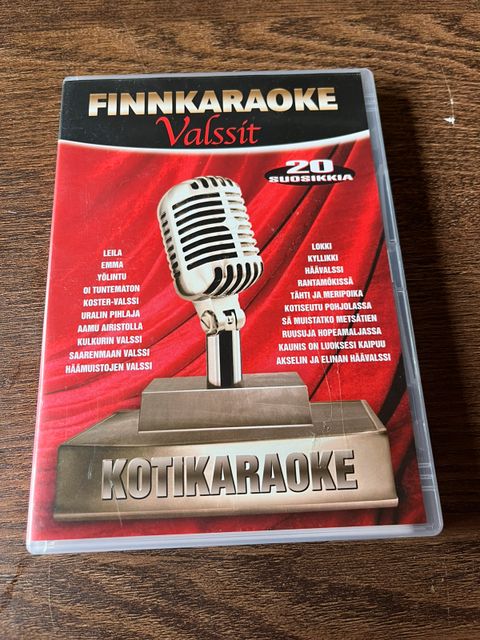 FINNKARAOKE
Valssit
20
SUOSIKKIA
LEILA
EMMA
YÖLINTU
OI TUNTEMATON
KOSTER-VALSSI
URALIN PIHLAJA
AAMU AIRISTOLLA
KULKURIN VALSSI
SAARENMAAN VALSSI
HÄÄMUISTOJEN VALSSI
LOKKI
KYLLIKKI
HÄÄVALSSI
RANTAMÖKISSÄ
TÄHTI JA MERIPOIKA
KOTISEUTU POHJOLASSA
SÄ MUISTATKO METSÄTIEN
RUUSUJA HOPEAMALJASSA
KAUNIS ON LUOKSESI KAIPUU
AKSELIN JA ELINAN HÄÄVALSSI
KOTIKARAOKE